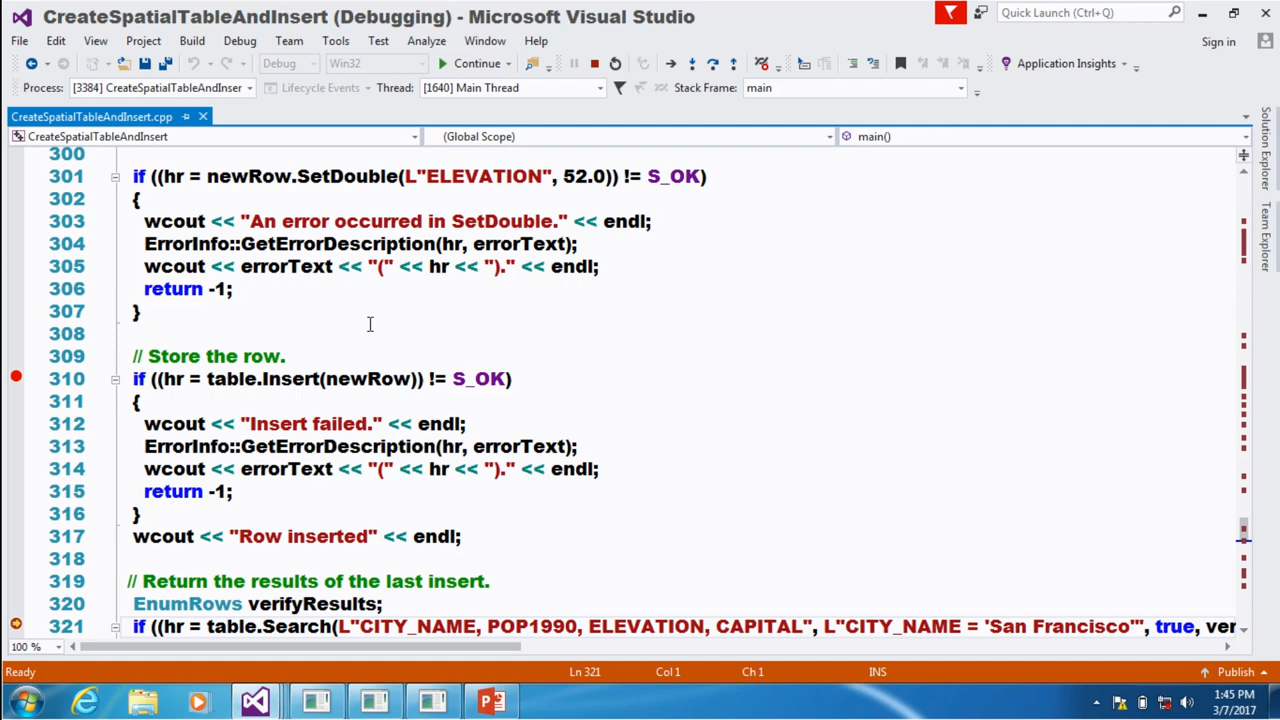 CreateSpatialTableAndInsert (Debugging) - Microsoft Visual Studio
Quick Launch (Ctrl+Q)
File Edit View Project Build Debug Team Tools Test Analyze Window Help
Sign in
Debug Win32 Continue Application Insights
Process: [3384] CreateSpatialTableAndInser Lifecycle Events Thread: [1640] Main Thread Stack Frame: main
CreateSpatialTableAndInsert.cpp
CreateSpatialTableAndInsert (Global Scope) main()
300
301 if ((hr = newRow.SetDouble(L"ELEVATION", 52.0)) != S_OK)
302 {
303 wcout << "An error occurred in SetDouble." << endl;
304 ErrorInfo::GetErrorDescription(hr, errorText);
305 wcout << errorText << "(" << hr << ")." << endl;
306 return -1;
307 }
308
309 // Store the row.
310 if ((hr = table.Insert(newRow)) != S_OK)
311 {
312 wcout << "Insert failed." << endl;
313 ErrorInfo::GetErrorDescription(hr, errorText);
314 wcout << errorText << "(" << hr << ")." << endl;
315 return -1;
316 }
317 wcout << "Row inserted" << endl;
318
319 // Return the results of the last insert.
320 EnumRows verifyResults;
321 if ((hr = table.Search(L"CITY_NAME, POP1990, ELEVATION, CAPITAL", L"CITY_NAME = 'San Francisco'", true, ver
Solution Explorer
Team Explorer
100 %
Ready Ln 321 Col 1 Ch 1 INS Publish
1:45 PM
3/7/2017